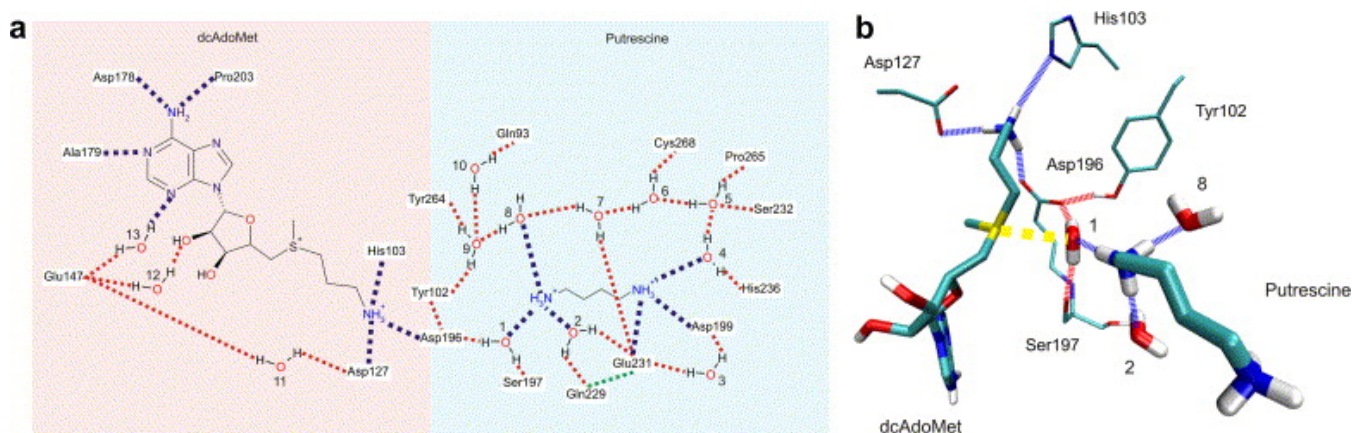 a
dcAdoMet
Putrescine
Asp178
Pro203
NH2
Ala179
N
N
N
N
H
13
O
H
Glu147
H
12
O
H
HO
HO
O
S+
His103
NH3+
H
O
H
11
Asp127
Gln93
10
H
O
H
Tyr264
H
9
O
H
Tyr102
H
8
O
H
7
O
H
H
Cys268
H
6
O
H
Pro265
H
5
O
H
Ser232
H
4
O
H
His236
H3N+
NH3+
Asp196
1
H
O
H
Ser197
2
O
H
H
Gln229
Glu231
Asp199
H
O
H
3
b
His103
Asp127
Tyr102
Asp196
8
1
Putrescine
Ser197
2
dcAdoMet